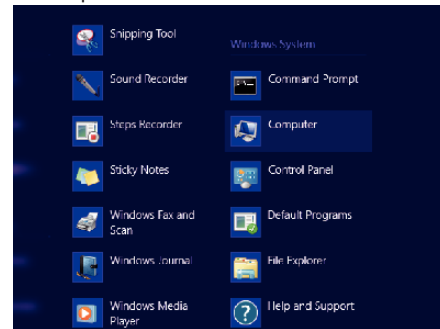 Snipping Tool
Sound Recorder
Steps Recorder
Sticky Notes
Windows Fax and
Scan
Windows Journal
Windows Media
Player
Windows System
Command Prompt
Computer
Control Panel
Default Programs
File Explorer
Help and Support